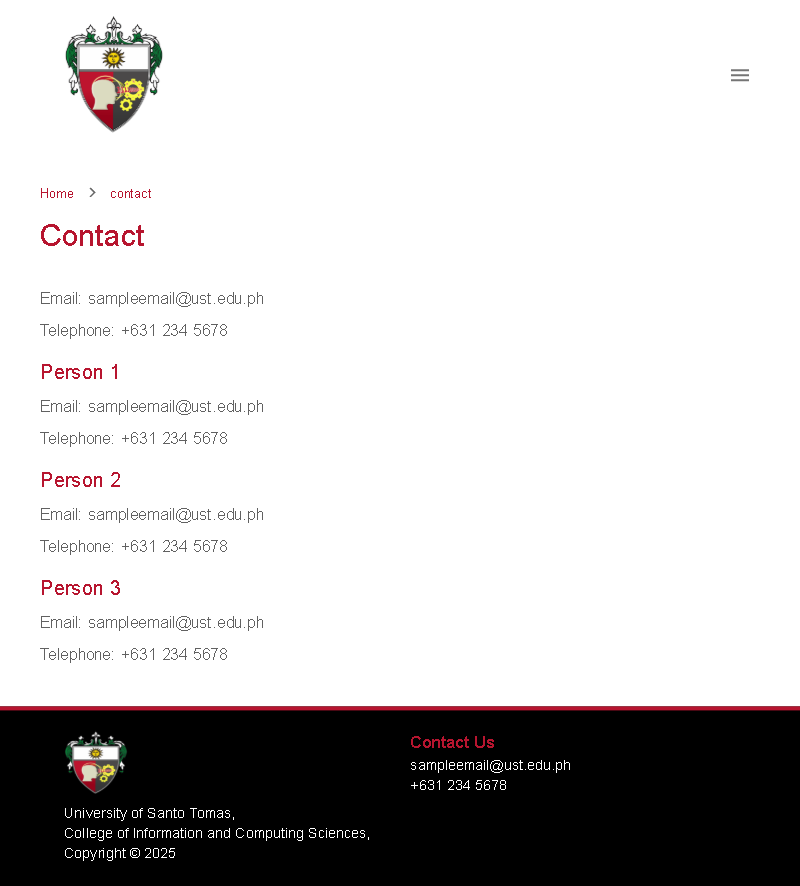 Home > contact
Contact
Email: sampleemail@ust.edu.ph
Telephone: +631 234 5678
Person 1
Email: sampleemail@ust.edu.ph
Telephone: +631 234 5678
Person 2
Email: sampleemail@ust.edu.ph
Telephone: +631 234 5678
Person 3
Email: sampleemail@ust.edu.ph
Telephone: +631 234 5678
University of Santo Tomas,
College of Information and Computing Sciences,
Copyright © 2025
Contact Us
sampleemail@ust.edu.ph
+631 234 5678